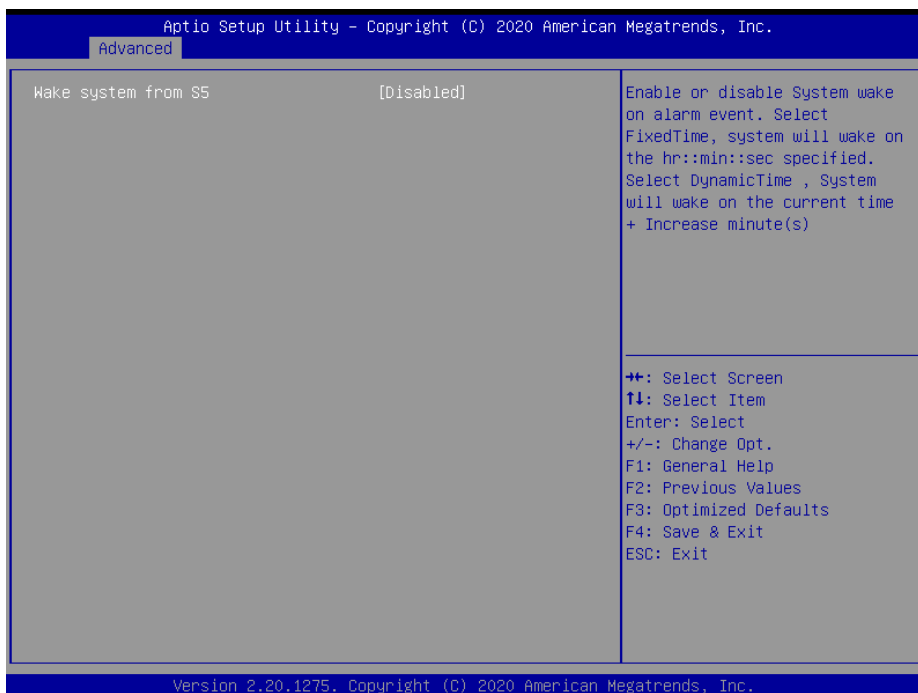 Aptio Setup Utility – Copyright (C) 2020 American Megatrends, Inc.
Advanced
Wake system from S5 [Disabled]
Enable or disable System wake
on alarm event. Select
FixedTime, system will wake on
the hr::min::sec specified.
Select DynamicTime , System
will wake on the current time
+ Increase minute(s)
→←: Select Screen
↑↓: Select Item
Enter: Select
+/-: Change Opt.
F1: General Help
F2: Previous Values
F3: Optimized Defaults
F4: Save & Exit
ESC: Exit
Version 2.20.1275. Copyright (C) 2020 American Megatrends, Inc.